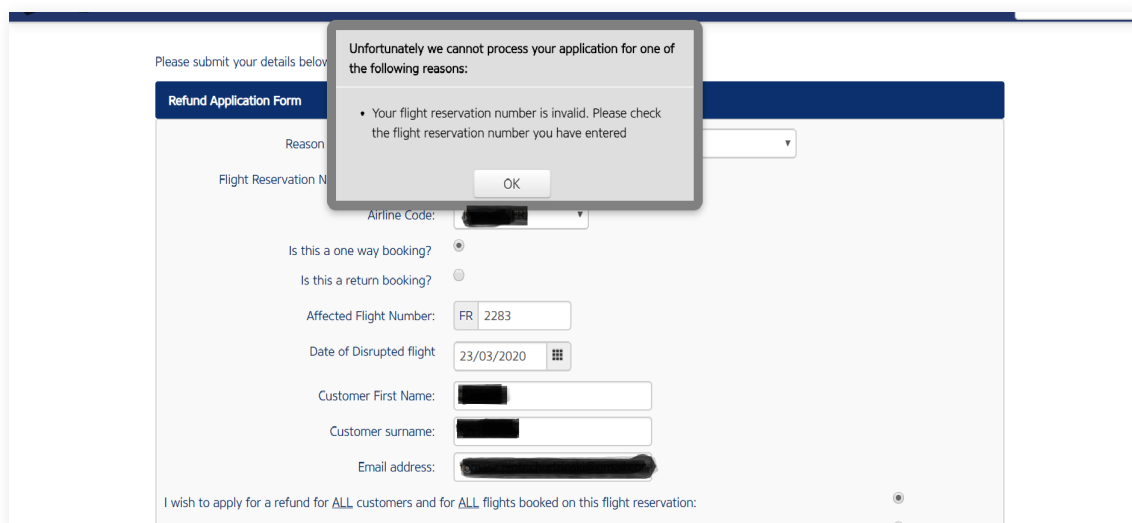 Unfortunately we cannot process your application for one of
the following reasons:
Please submit your details below
Refund Application Form
• Your flight reservation number is invalid. Please check
the flight reservation number you have entered
Reason
Flight Reservation N
OK
Airline Code:
Is this a one way booking?
Is this a return booking?
Affected Flight Number: FR 2283
Date of Disrupted flight 23/03/2020
Customer First Name:
Customer surname:
Email address:
I wish to apply for a refund for ALL customers and for ALL flights booked on this flight reservation: